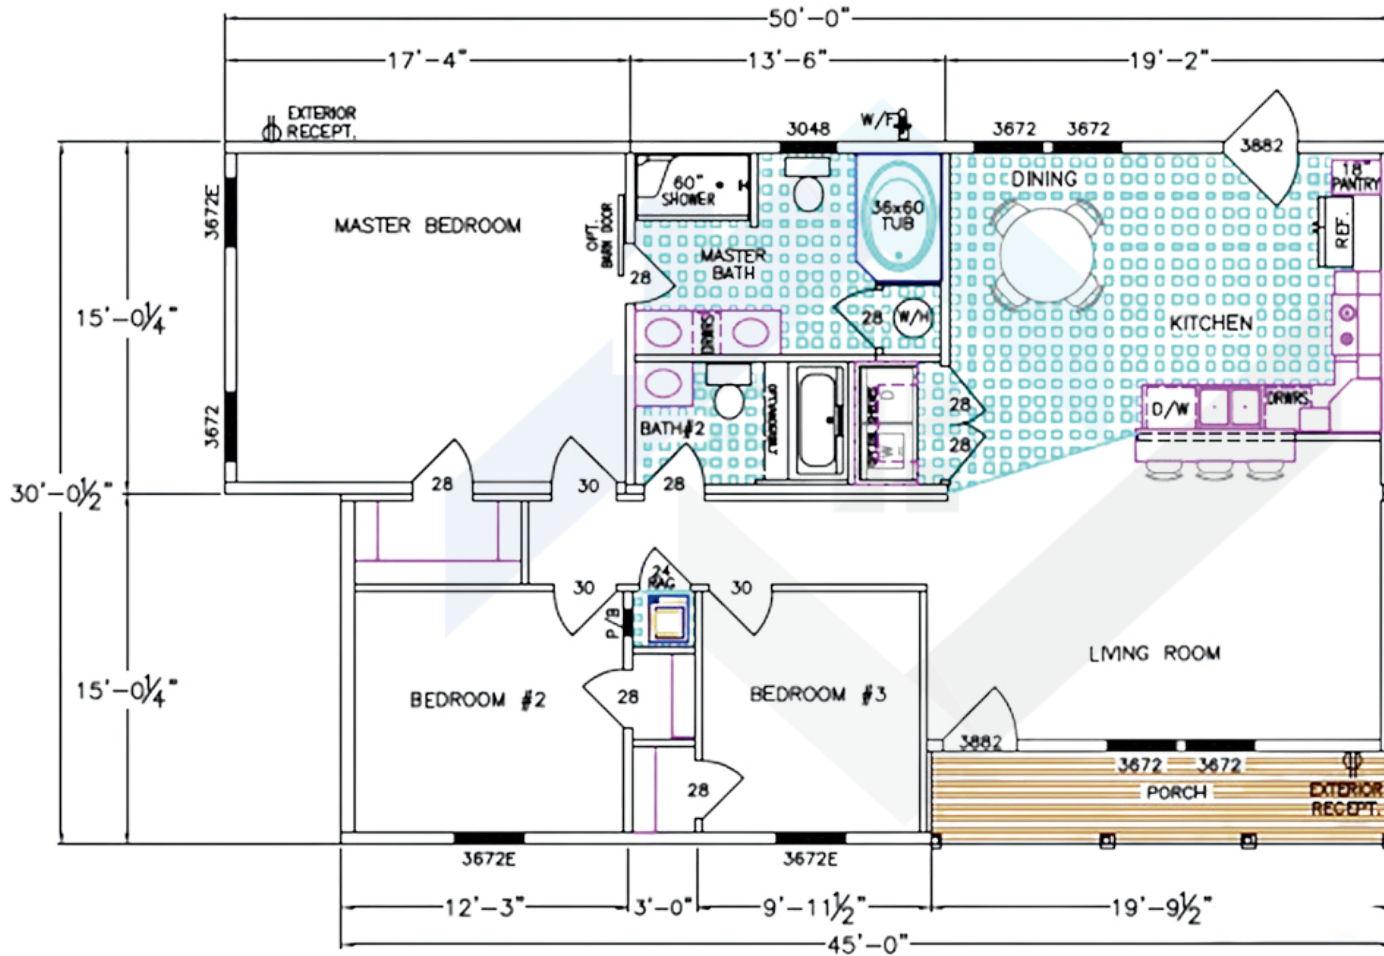 50'-0"
17'-4"
13'-6"
19'-2"
EXTERIOR
RECEPT.
3048
W/F
3672
3672
3882
18"
PANTRY
3672E
MASTER BEDROOM
OPT.
BARN DOOR
60"
SHOWER
36x60
TUB
DINING
REF.
MASTER
BATH
28
15'-0¼"
DRWRS
28
W/H
KITCHEN
3672
BATH#2
D
W
28
28
D/W
DRWRS
30'-0½"
28
30
28
24
RAG
30
30
P/B
15'-0¼"
BEDROOM #2
28
BEDROOM #3
LIVING ROOM
28
3882
3672
3672
PORCH
EXTERIOR
RECEPT.
3672E
3672E
12'-3"
3'-0"
9'-11½"
19'-9½"
45'-0"